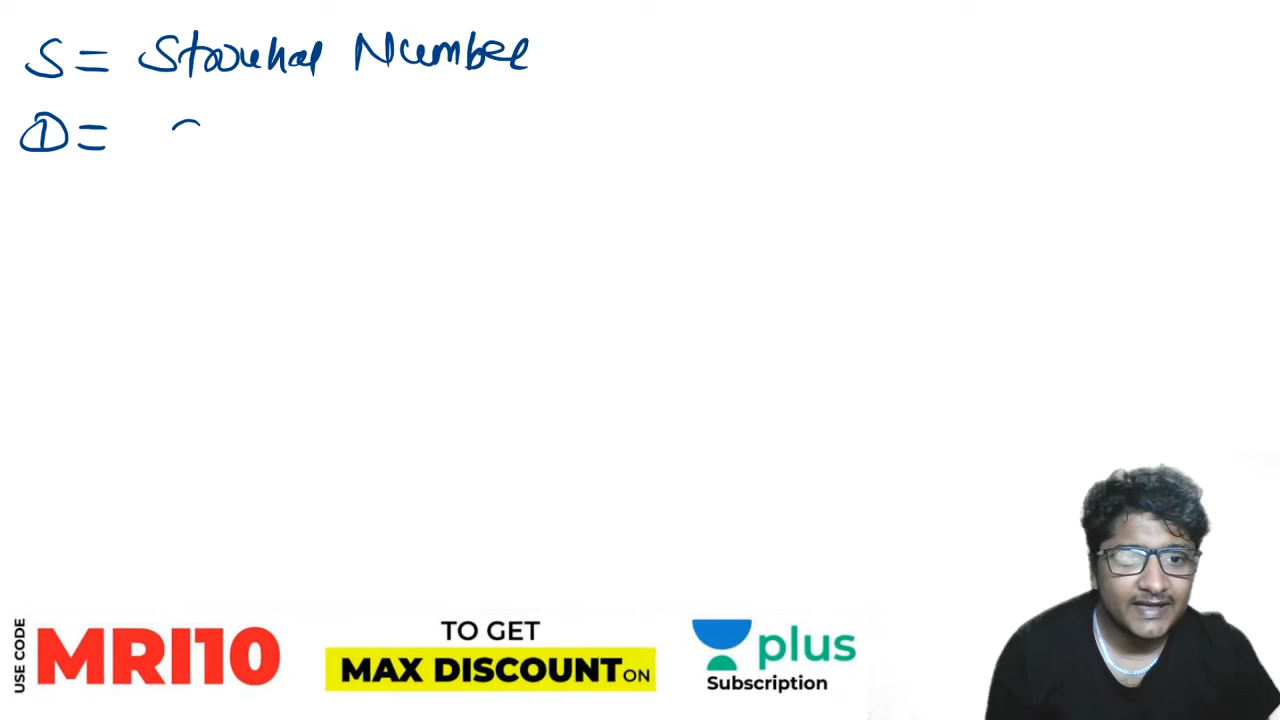 S = Strouhal Number
D =
USE CODE
MRI10
TO GET
MAX DISCOUNT ON
plus
Subscription